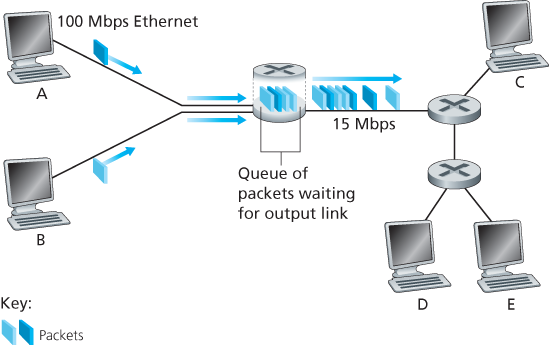 100 Mbps Ethernet
A
C
15 Mbps
Queue of
packets waiting
for output link
B
D
E
Key:
Packets